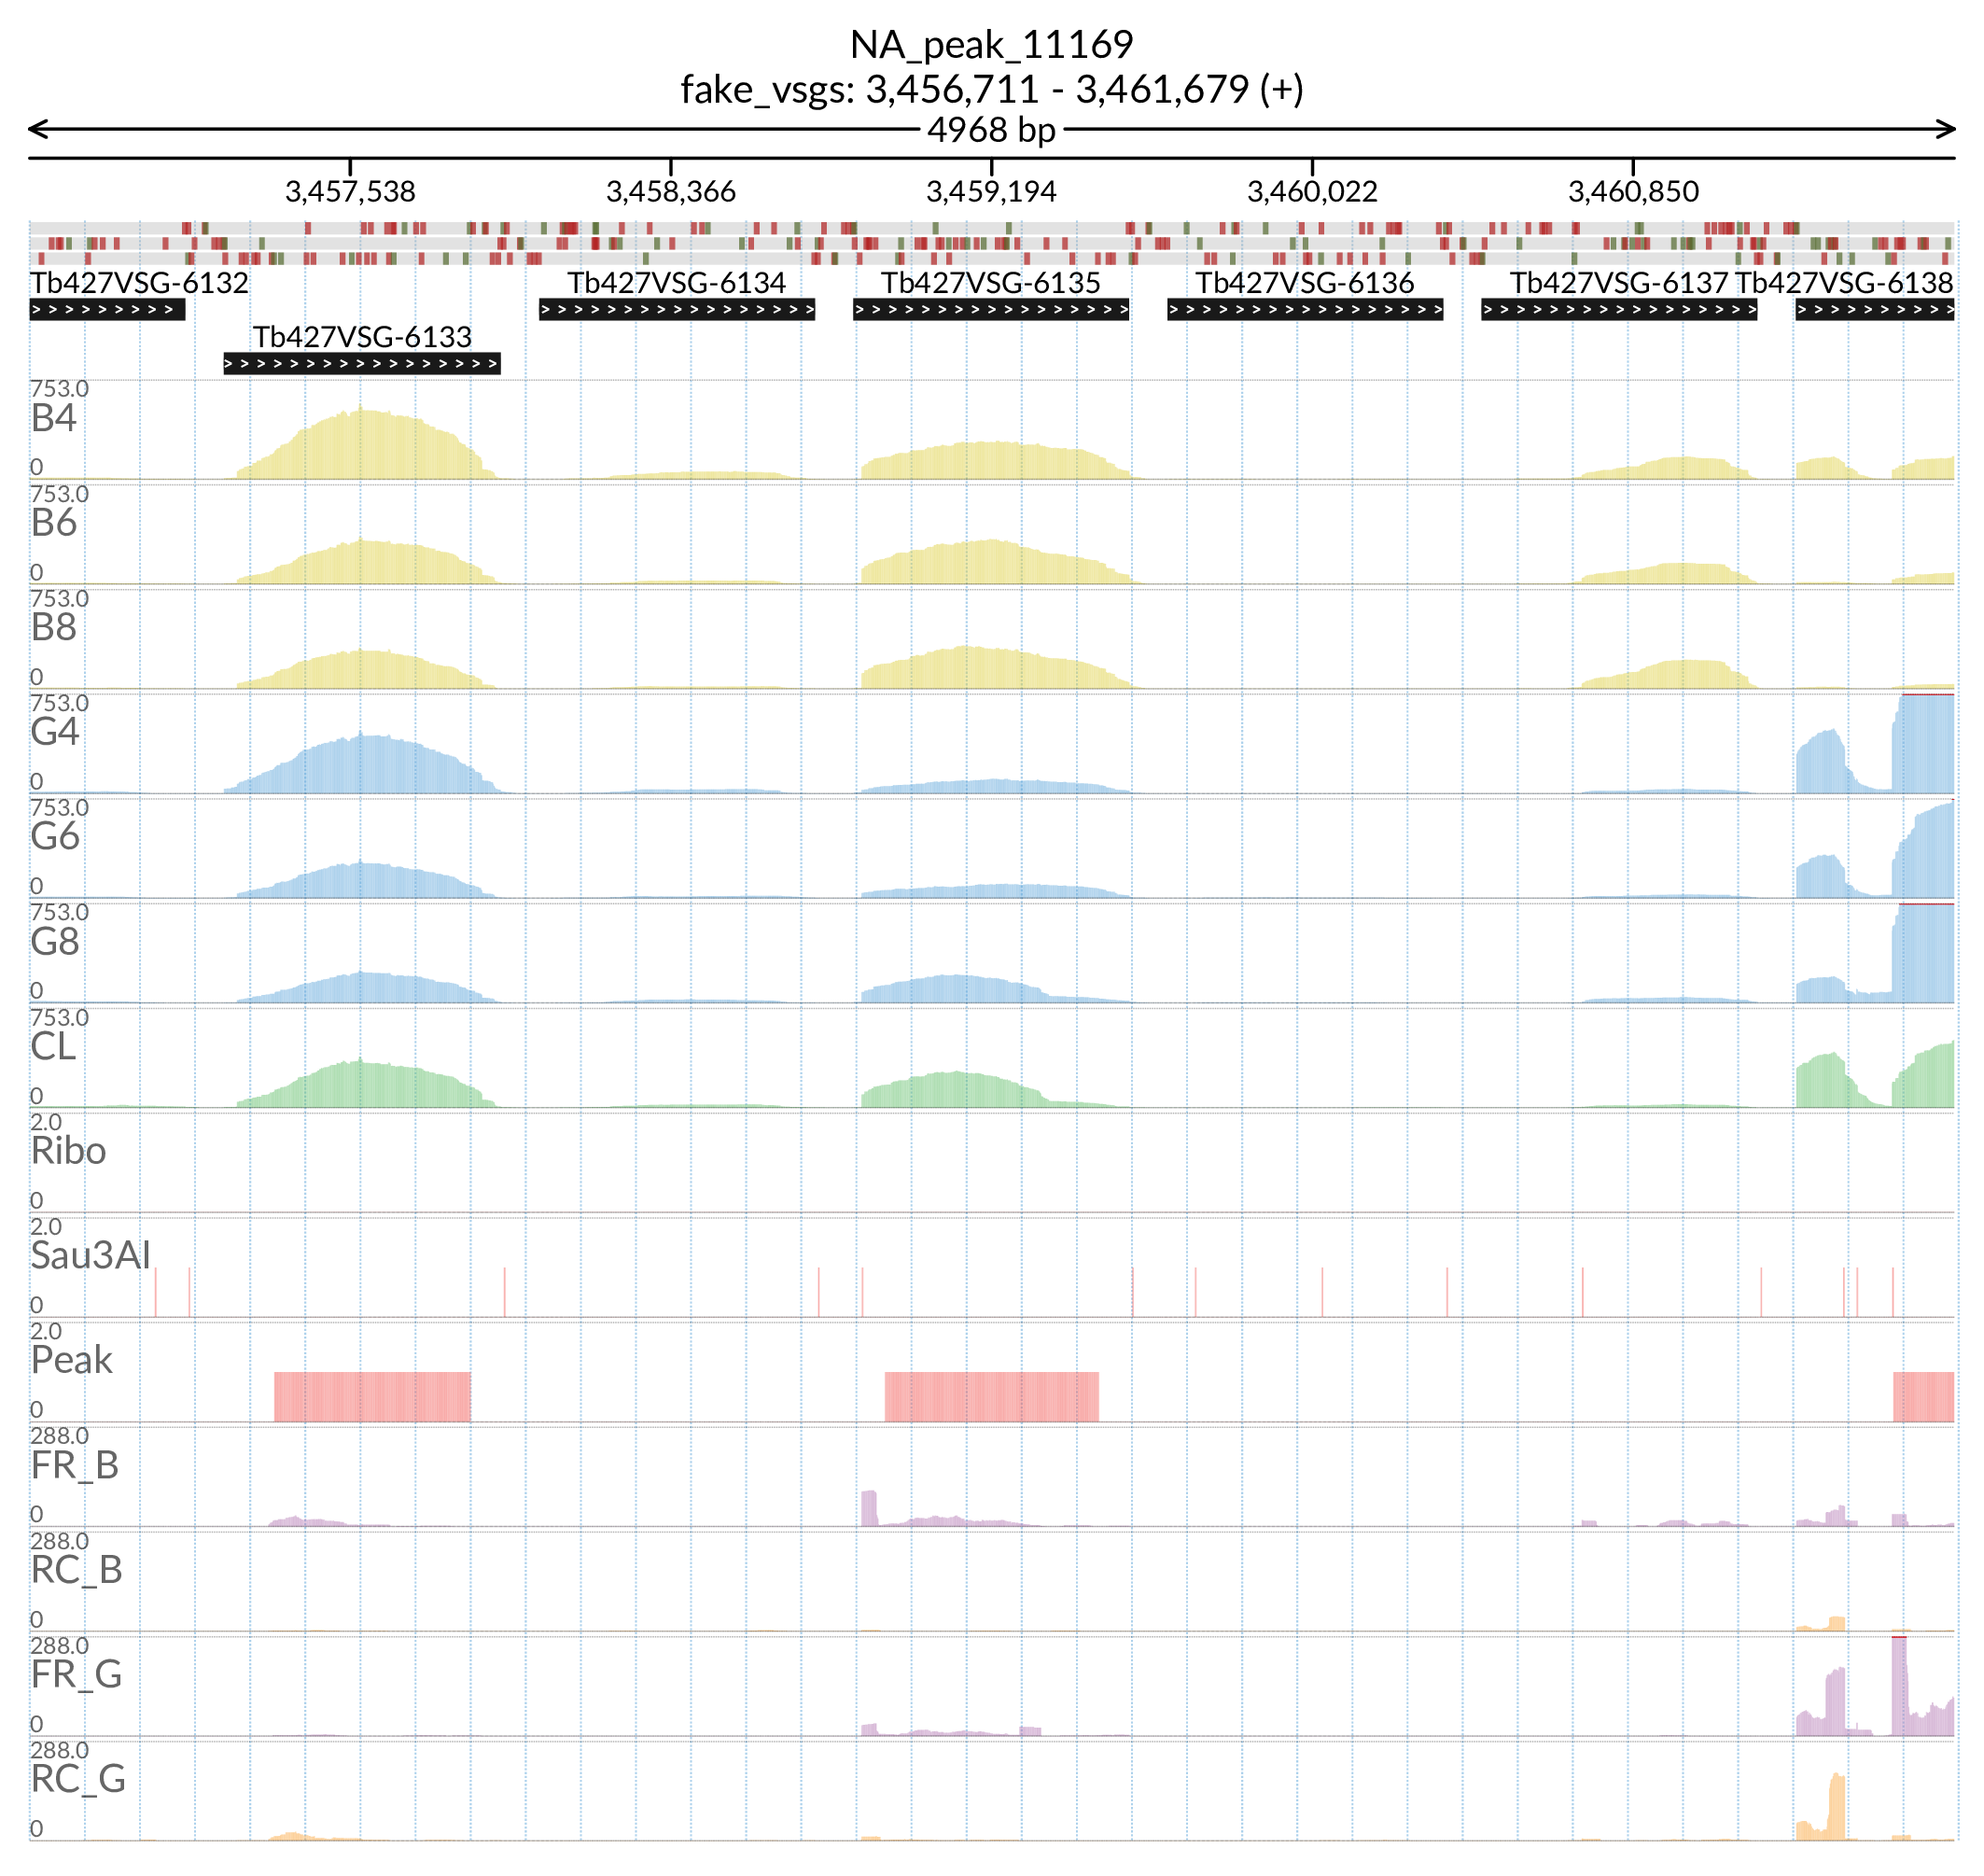 NA_peak_11169
fake_vsgs: 3,456,711 - 3,461,679 (+)
4968 bp
3,457,538 3,458,366 3,459,194 3,460,022 3,460,850
Tb427VSG-6132 Tb427VSG-6134 Tb427VSG-6135 Tb427VSG-6136 Tb427VSG-6137 Tb427VSG-6138
Tb427VSG-6133
753.0
B4
0
753.0
B6
0
753.0
B8
0
753.0
G4
0
753.0
G6
0
753.0
G8
0
753.0
CL
0
2.0
Ribo
0
2.0
Sau3AI
0
2.0
Peak
0
288.0
FR_B
0
288.0
RC_B
0
288.0
FR_G
0
288.0
RC_G
0